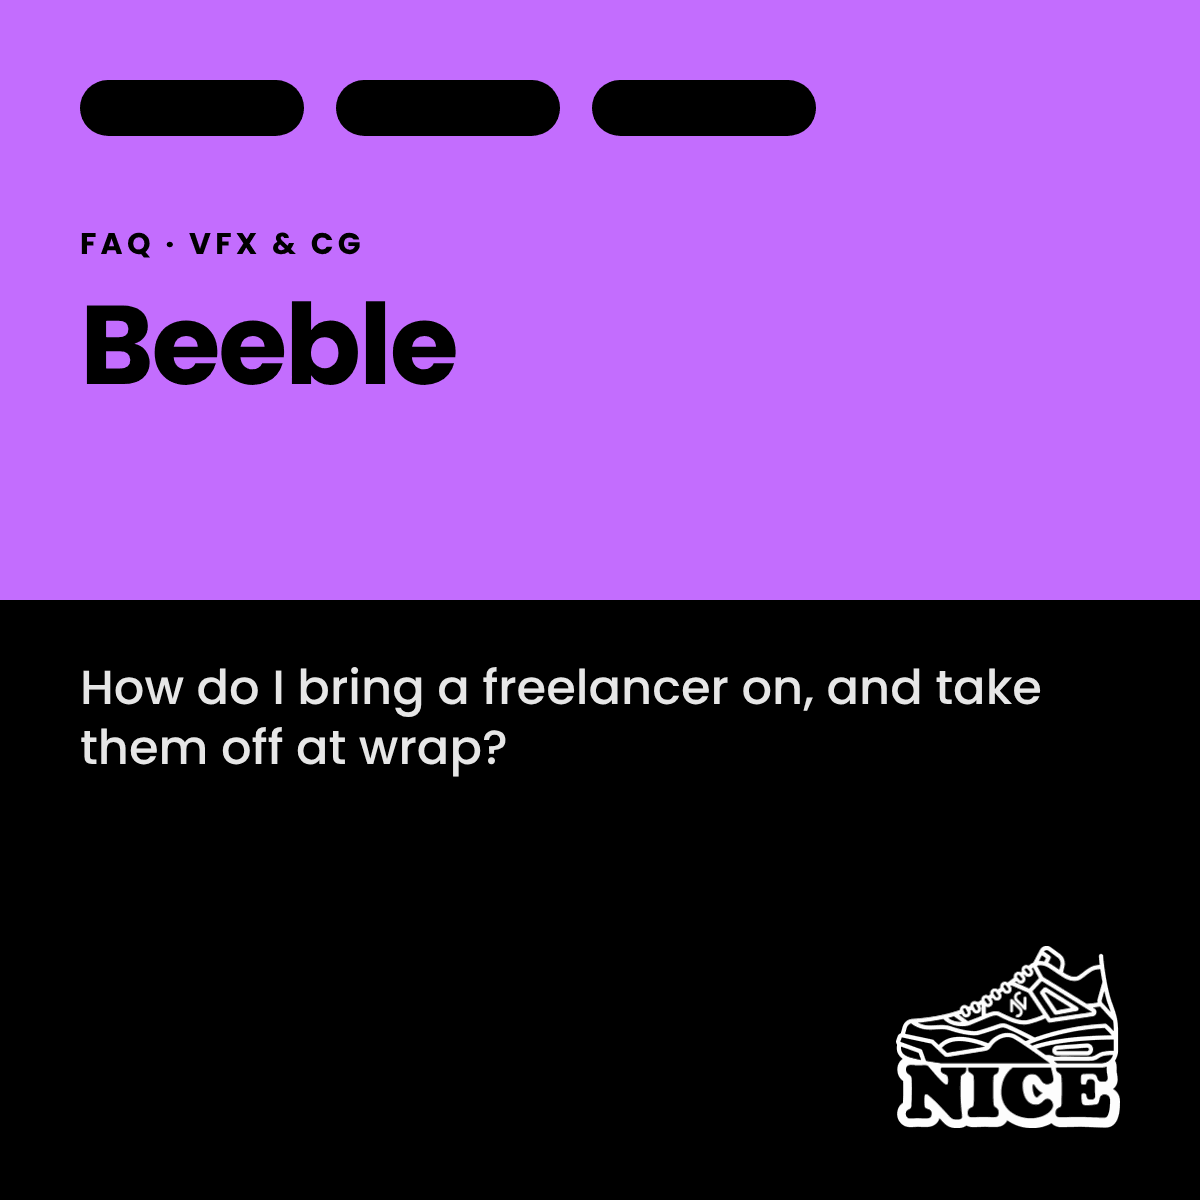 FAQ · VFX & CG
Beeble
How do I bring a freelancer on, and take
them off at wrap?
NICE